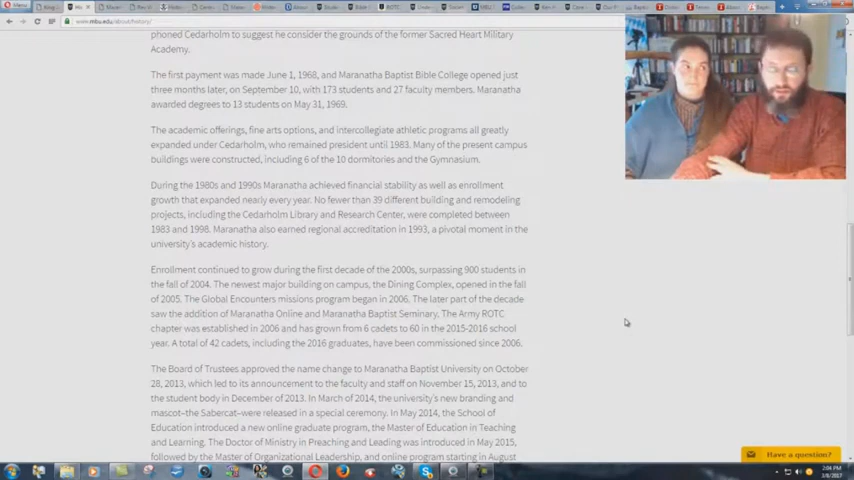 Menu
www.mbu.edu/about/history/
phoned Cedarholm to suggest he consider the grounds of the former Sacred Heart Military
Academy.
The first payment was made June 1, 1968, and Maranatha Baptist Bible College opened just
three months later, on September 10, with 173 students and 27 faculty members. Maranatha
awarded degrees to 13 students on May 31, 1969.
The academic offerings, fine arts options, and intercollegiate athletic programs all greatly
expanded under Cedarholm, who remained president until 1983. Many of the present campus
buildings were constructed, including 6 of the 10 dormitories and the Gymnasium.
During the 1980s and 1990s Maranatha achieved financial stability as well as enrollment
growth that expanded nearly every year. No fewer than 39 different building and remodeling
projects, including the Cedarholm Library and Research Center, were completed between
1983 and 1998. Maranatha also earned regional accreditation in 1993, a pivotal moment in the
university's academic history.
Enrollment continued to grow during the first decade of the 2000s, surpassing 900 students in
the fall of 2004. The newest major building on campus, the Dining Complex, opened in the fall
of 2005. The Global Encounters missions program began in 2006. The later part of the decade
saw the addition of Maranatha Online and Maranatha Baptist Seminary. The Army ROTC
chapter was established in 2006 and has grown from 6 cadets to 60 in the 2015-2016 school
year. A total of 42 cadets, including the 2016 graduates, have been commissioned since 2006.
The Board of Trustees approved the name change to Maranatha Baptist University on October
28, 2013, which led to its announcement to the faculty and staff on November 15, 2013, and to
the student body in December of 2013. In March of 2014, the university's new branding and
mascot–the Sabercat–were released in a special ceremony. In May 2014, the School of
Education introduced a new online graduate program, the Master of Education in Teaching
and Learning. The Doctor of Ministry in Preaching and Leading was introduced in May 2015,
followed by the Master of Organizational Leadership, and online program starting in August
Have a question?
2:04 PM